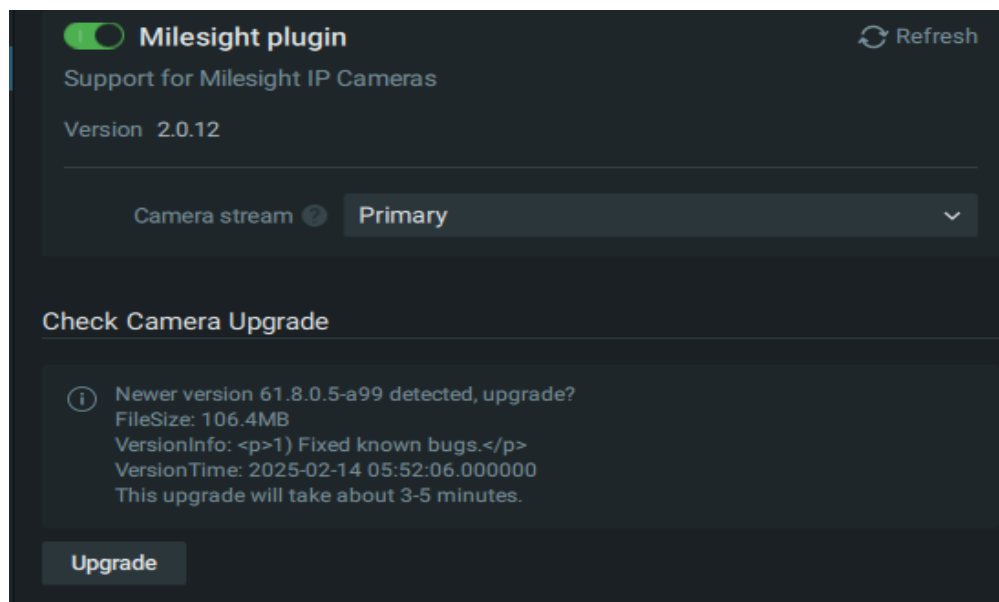 Milesight plugin
Refresh
Support for Milesight IP Cameras
Version 2.0.12
Camera stream ? Primary
Check Camera Upgrade
Newer version 61.8.0.5-a99 detected, upgrade?
FileSize: 106.4MB
VersionInfo: <p>1) Fixed known bugs.</p>
VersionTime: 2025-02-14 05:52:06.000000
This upgrade will take about 3-5 minutes.
Upgrade